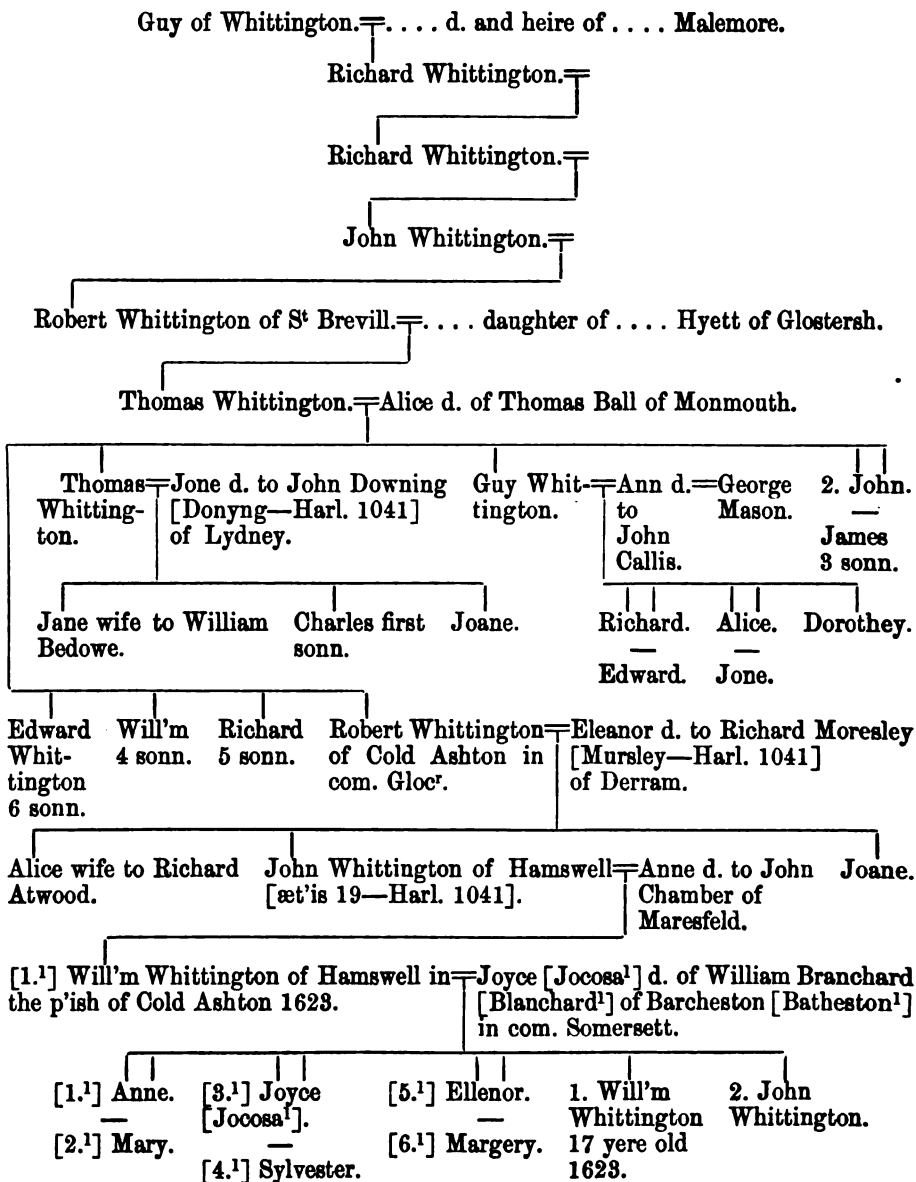 Guy of Whittington.=. . . . d. and heire of . . . . Malemore.
Richard Whittington.=
Richard Whittington.=
John Whittington.=
Robert Whittington of Sᵗ Brevill.=. . . . daughter of . . . . Hyett of Glostersh.
Thomas Whittington.=Alice d. of Thomas Ball of Monmouth.
Thomas=Jone d. to John Downing
Whitting-
ton.
[Donyng—Harl. 1041]
of Lydney.
Guy Whit-=Ann d.=George
tington.
to
John
Callis.
Mason.
2. John.
—
James
3 sonn.
Jane wife to William
Bedowe.
Charles first
sonn.
Joane.
Richard.
—
Edward.
Alice.
—
Jone.
Dorothey.
Edward
Whit-
tington
6 sonn.
Will'm
4 sonn.
Richard
5 sonn.
Robert Whittington=Eleanor d. to Richard Moresley
of Cold Ashton in
com. Glocʳ.
[Mursley—Harl. 1041]
of Derram.
Alice wife to Richard
Atwood.
John Whittington of Hamswell=Anne d. to John
[æt'is 19—Harl. 1041].
Chamber of
Maresfeld.
Joane.
[1.¹] Will'm Whittington of Hamswell in=Joyce [Jocosa¹] d. of William Branchard
the p'ish of Cold Ashton 1623.
[Blanchard¹] of Barcheston [Batheston¹]
in com. Somersett.
[1.¹] Anne.
—
[2.¹] Mary.
[3.¹] Joyce
[Jocosa¹].
—
[4.¹] Sylvester.
[5.¹] Ellenor.
—
[6.¹] Margery.
1. Will'm
Whittington
17 yere old
1623.
2. John
Whittington.